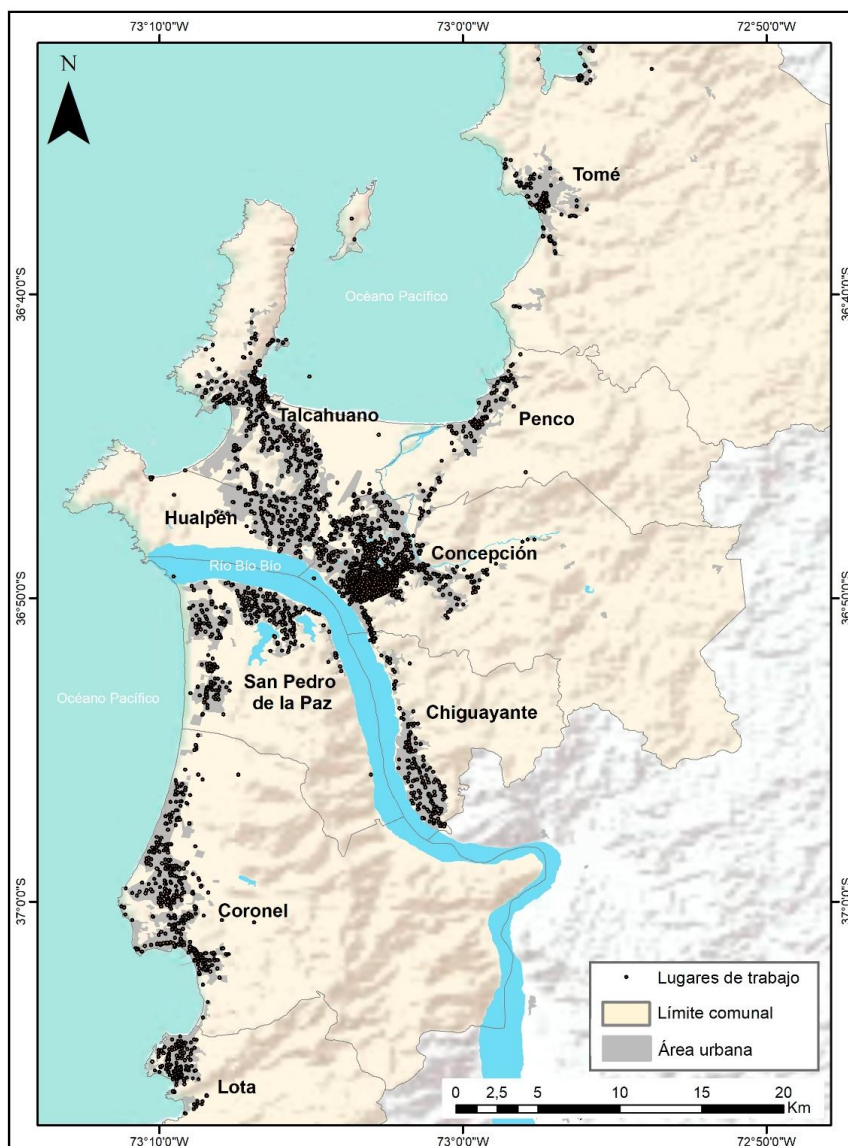 73°10'0"W 73°0'0"W 72°50'0"W
N
Tomé
36°40'0"S
Océano Pacífico
36°40'0"S
Talcahuano
Penco
Hualpén
Concepción
Río Bío Bío
36°50'0"S
36°50'0"S
San Pedro
de la Paz
Océano Pacífico
Chiguayante
37°0'0"S
37°0'0"S
Coronel
Lugares de trabajo
Límite comunal
Área urbana
Lota
0 2,5 5 10 15 20
Km
73°10'0"W 73°0'0"W 72°50'0"W